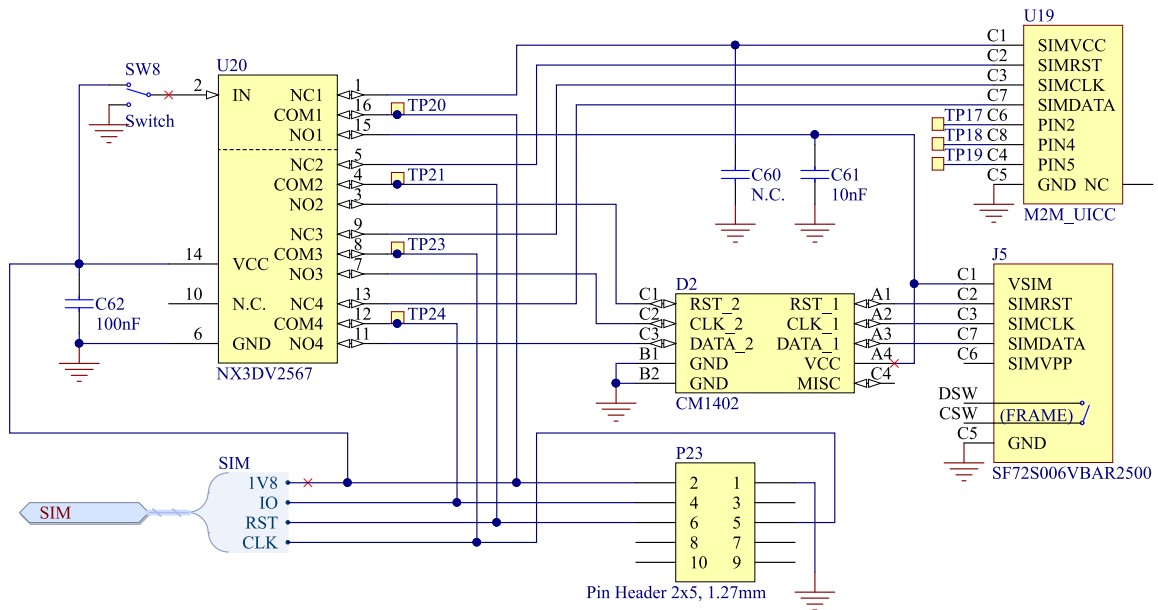 U19
C1 SIMVCC
C2 SIMRST
C3 SIMCLK
C7 SIMDATA
TP17 C6 PIN2
TP18 C8 PIN4
TP19 C4 PIN5
C5 GND NC
M2M_UICC
SW8
Switch
U20
2 IN NC1 1
COM1 16 TP20
NO1 15
NC2 5
COM2 4 TP21
NO2 3
NC3 9
COM3 8 TP23
14 VCC NO3 7
10 N.C. NC4 13
COM4 12 TP24
6 GND NO4 11
NX3DV2567
C62
100nF
C60
N.C.
C61
10nF
D2
C1 RST_2 RST_1 A1
C2 CLK_2 CLK_1 A2
C3 DATA_2 DATA_1 A3
B1 GND VCC A4
B2 GND MISC C4
CM1402
J5
C1 VSIM
C2 SIMRST
C3 SIMCLK
C7 SIMDATA
C6 SIMVPP
DSW
CSW (FRAME)
C5 GND
SF72S006VBAR2500
SIM
SIM
1V8
IO
RST
CLK
P23
2 1
4 3
6 5
8 7
10 9
Pin Header 2x5, 1.27mm